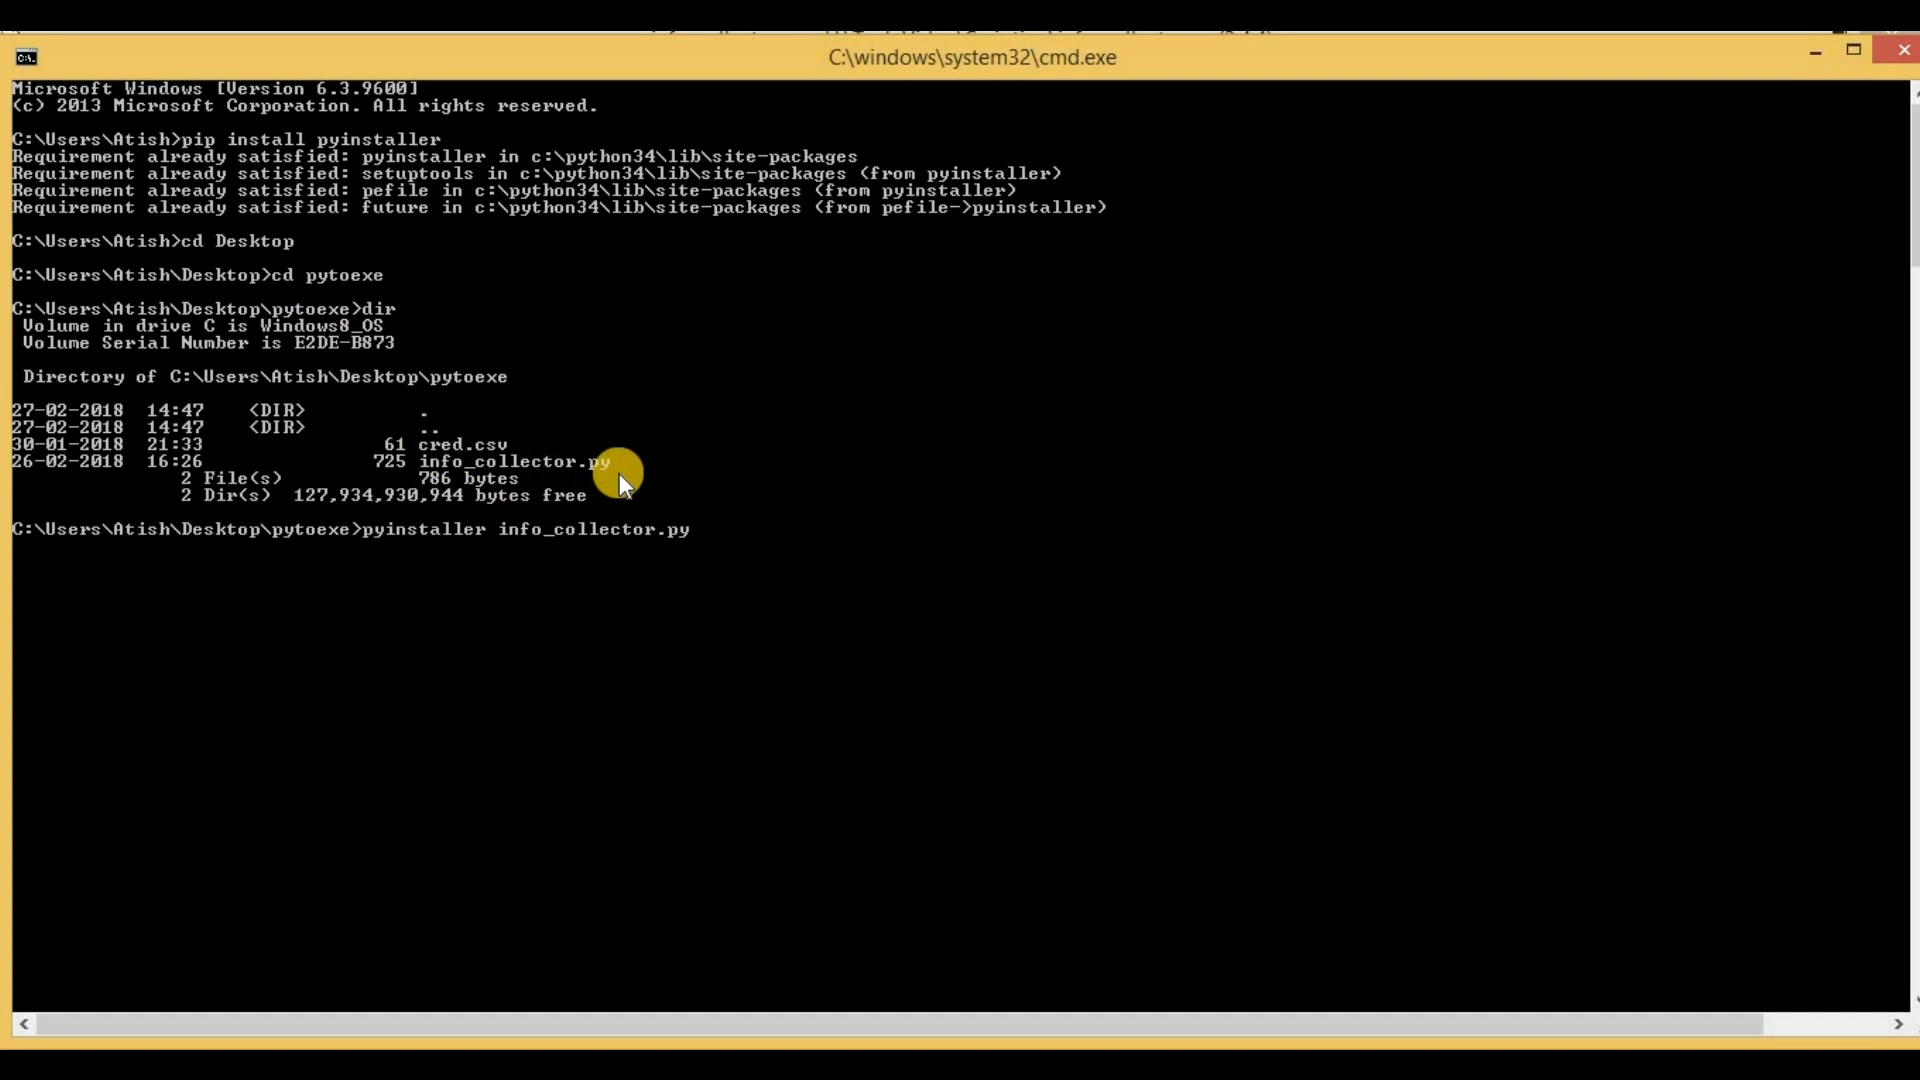 C:\windows\system32\cmd.exe
Microsoft Windows [Version 6.3.9600]
(c) 2013 Microsoft Corporation. All rights reserved.
C:\Users\Atish>pip install pyinstaller
Requirement already satisfied: pyinstaller in c:\python34\lib\site-packages
Requirement already satisfied: setuptools in c:\python34\lib\site-packages (from pyinstaller)
Requirement already satisfied: pefile in c:\python34\lib\site-packages (from pyinstaller)
Requirement already satisfied: future in c:\python34\lib\site-packages (from pefile->pyinstaller)
C:\Users\Atish>cd Desktop
C:\Users\Atish\Desktop>cd pytoexe
C:\Users\Atish\Desktop\pytoexe>dir
Volume in drive C is Windows8_OS
Volume Serial Number is E2DE-B873
Directory of C:\Users\Atish\Desktop\pytoexe
27-02-2018 14:47 <DIR> .
27-02-2018 14:47 <DIR> ..
30-01-2018 21:33 61 cred.csv
26-02-2018 16:26 725 info_collector.py
2 File(s) 786 bytes
2 Dir(s) 127,934,930,944 bytes free
C:\Users\Atish\Desktop\pytoexe>pyinstaller info_collector.py